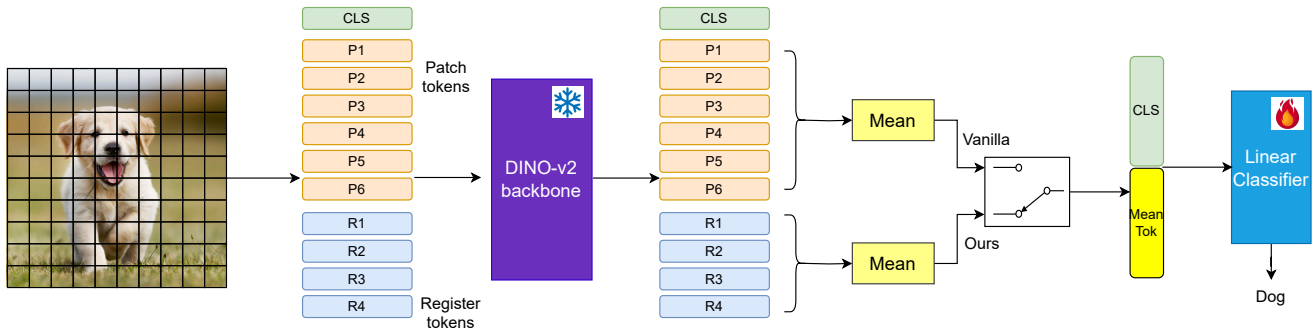 CLS
P1
P2
P3
P4
P5
P6
R1
R2
R3
R4
Patch
tokens
Register
tokens
DINO-v2
backbone
CLS
P1
P2
P3
P4
P5
P6
R1
R2
R3
R4
Mean
Mean
Vanilla
Ours
CLS
Mean
Tok
Linear
Classifier
Dog